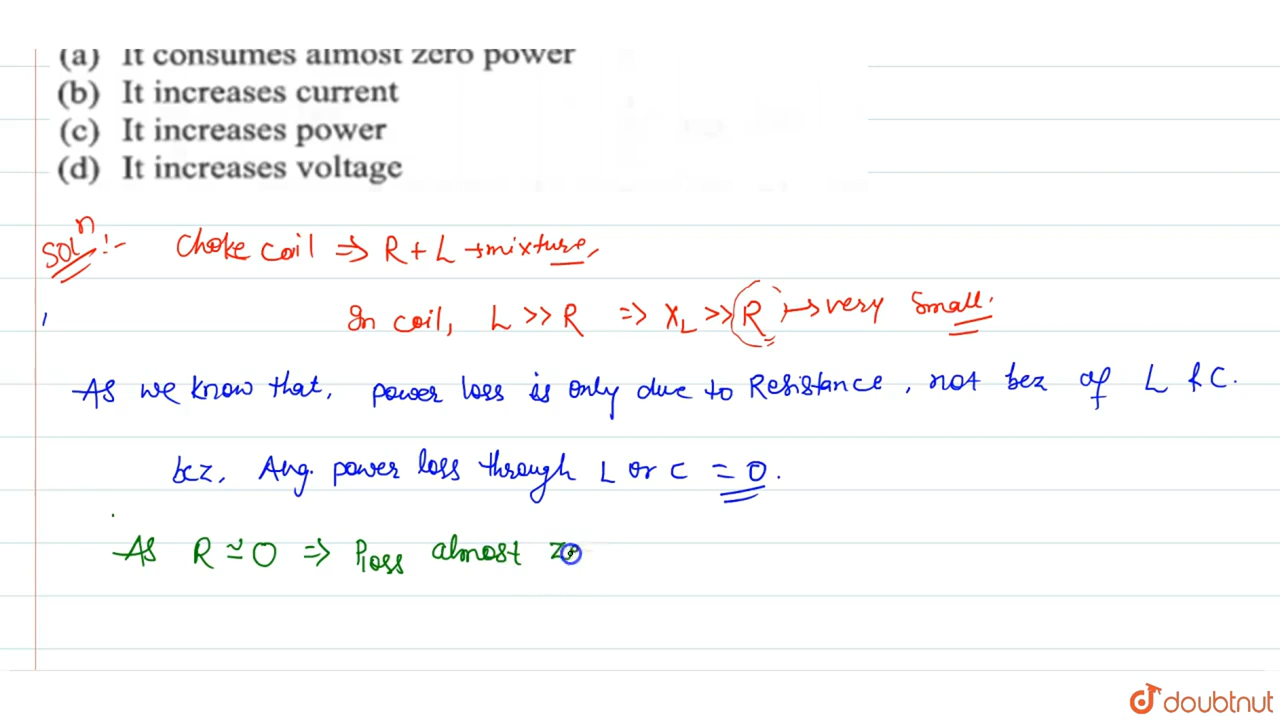 (a) It consumes almost zero power
(b) It increases current
(c) It increases power
(d) It increases voltage
Solⁿ:- Choke coil ⇒ R + L → mixture,
In coil, L >> R ⇒ X_L >> R → very small.
As we know that, power loss is only due to Resistance, not bcz of L & C.
bcz, Avg. power loss through L or C = 0.
As R ≃ 0 ⇒ P_loss almost
doubtnut